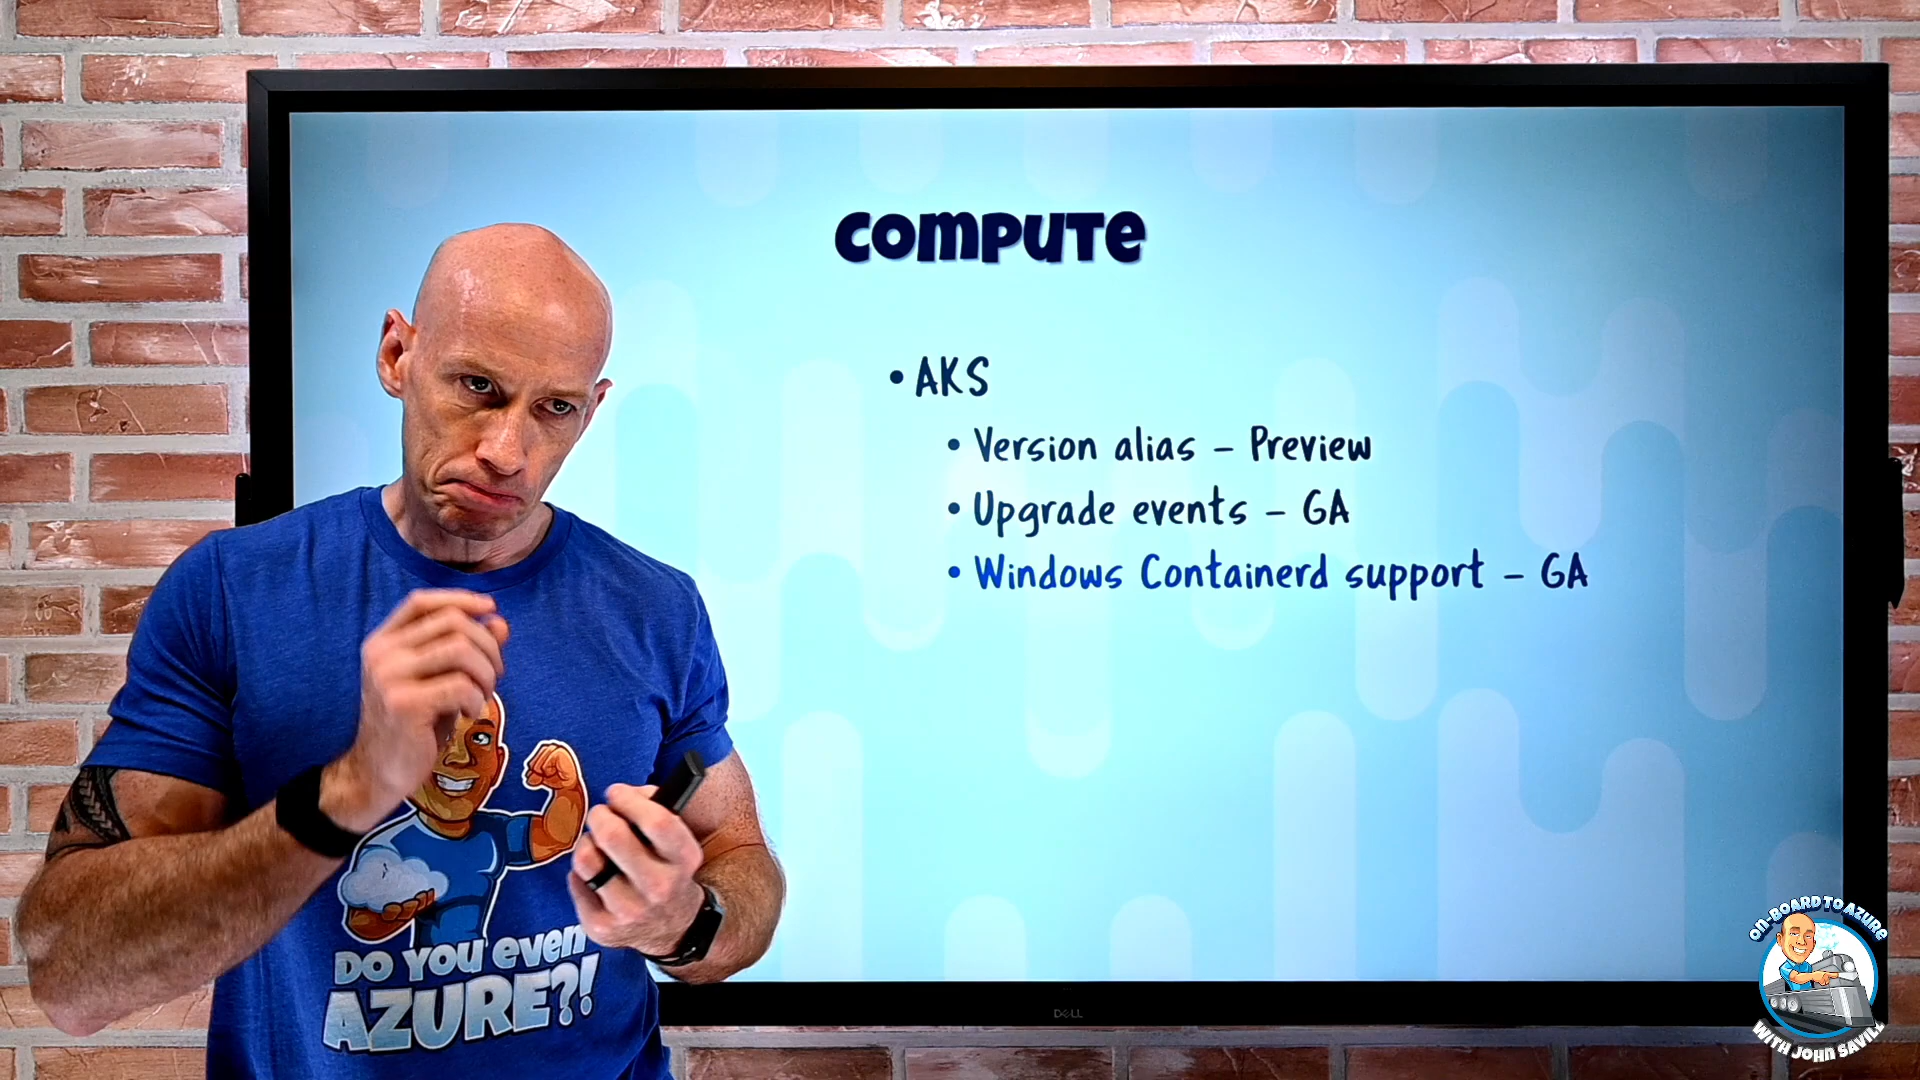 COMPUTE
• AKS
• Version alias – Preview
• Upgrade events – GA
• Windows Containerd support – GA
DO YOU even
AZURE?!
DELL
ON-BOARD TO AZURE
WITH JOHN SAVILL